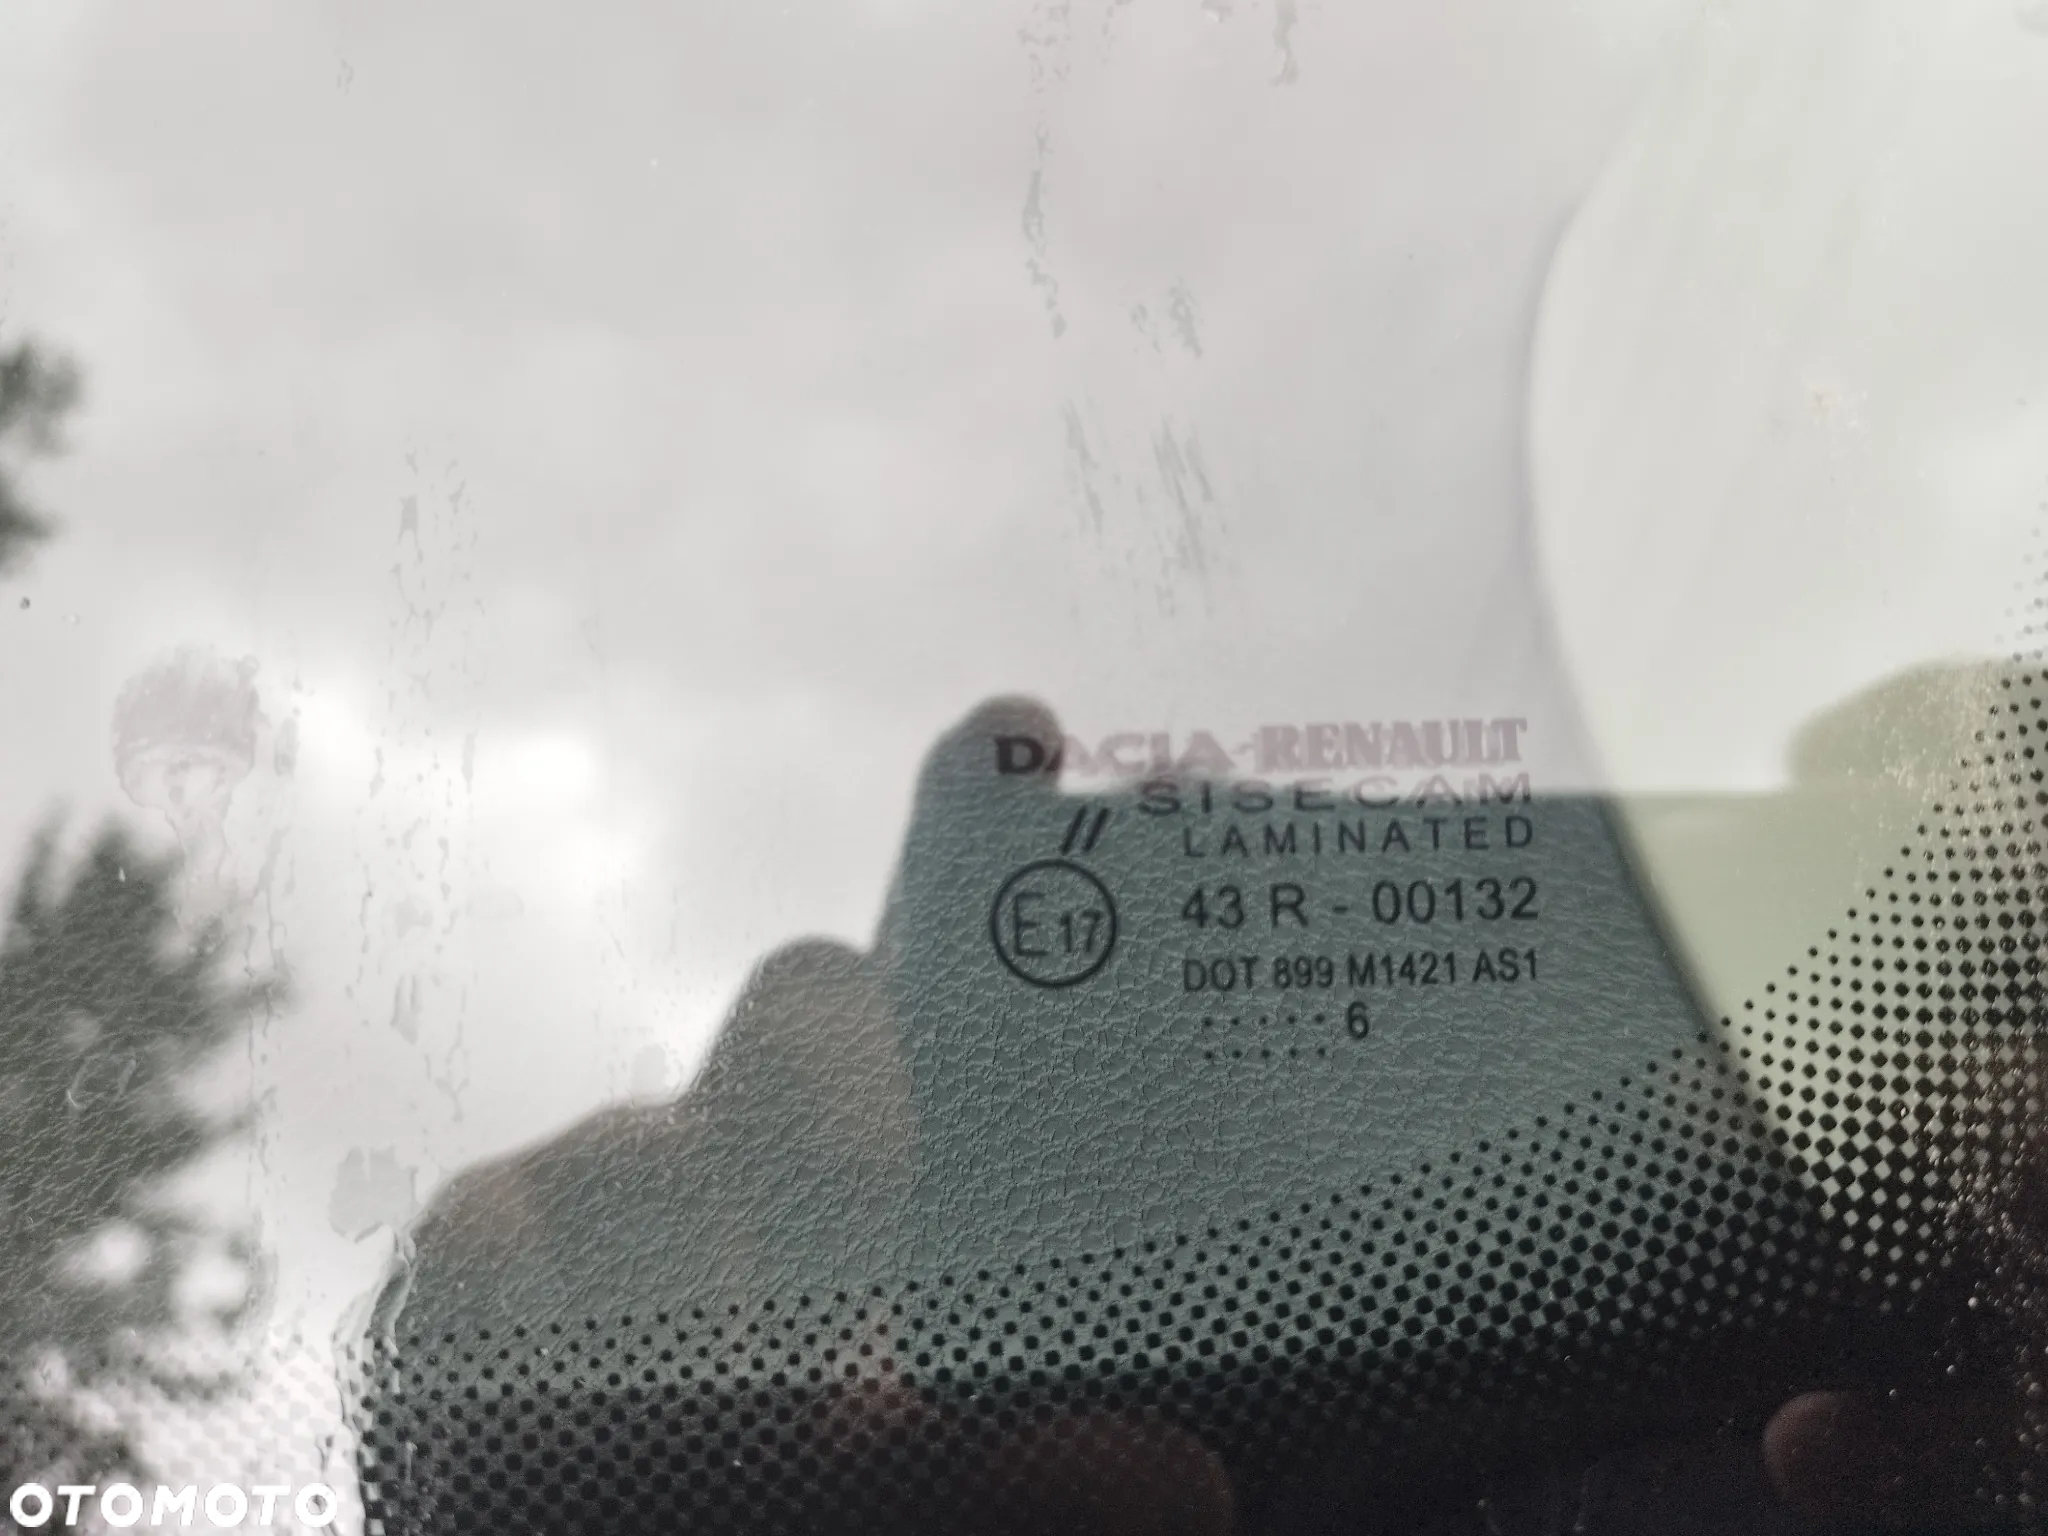 DACIA-RENAULT
SISECAM
//
LAMINATED
E17
43 R - 00132
DOT 899 M1421 AS1
..... 6
.....
OTOMOTO